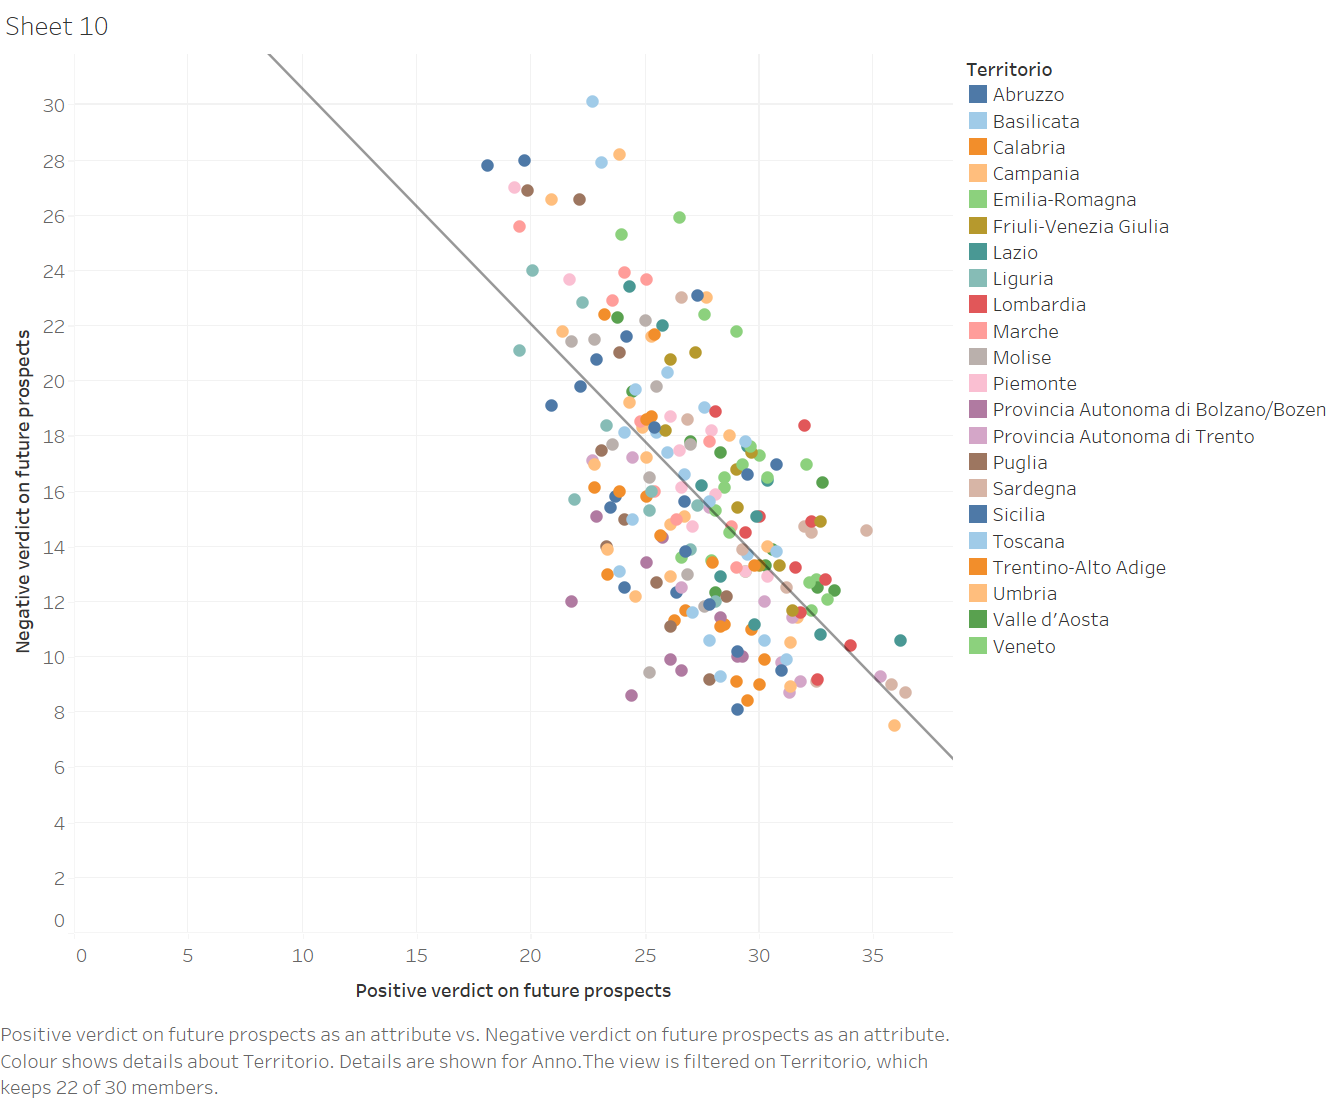 Sheet 10
Territorio
Abruzzo
Basilicata
Calabria
Campania
Emilia-Romagna
Friuli-Venezia Giulia
Lazio
Liguria
Lombardia
Marche
Molise
Piemonte
Provincia Autonoma di Bolzano/Bozen
Provincia Autonoma di Trento
Puglia
Sardegna
Sicilia
Toscana
Trentino-Alto Adige
Umbria
Valle d’Aosta
Veneto
Negative verdict on future prospects
30
28
26
24
22
20
18
16
14
12
10
8
6
4
2
0
0 5 10 15 20 25 30 35
Positive verdict on future prospects
Positive verdict on future prospects as an attribute vs. Negative verdict on future prospects as an attribute.
Colour shows details about Territorio. Details are shown for Anno.The view is filtered on Territorio, which
keeps 22 of 30 members.